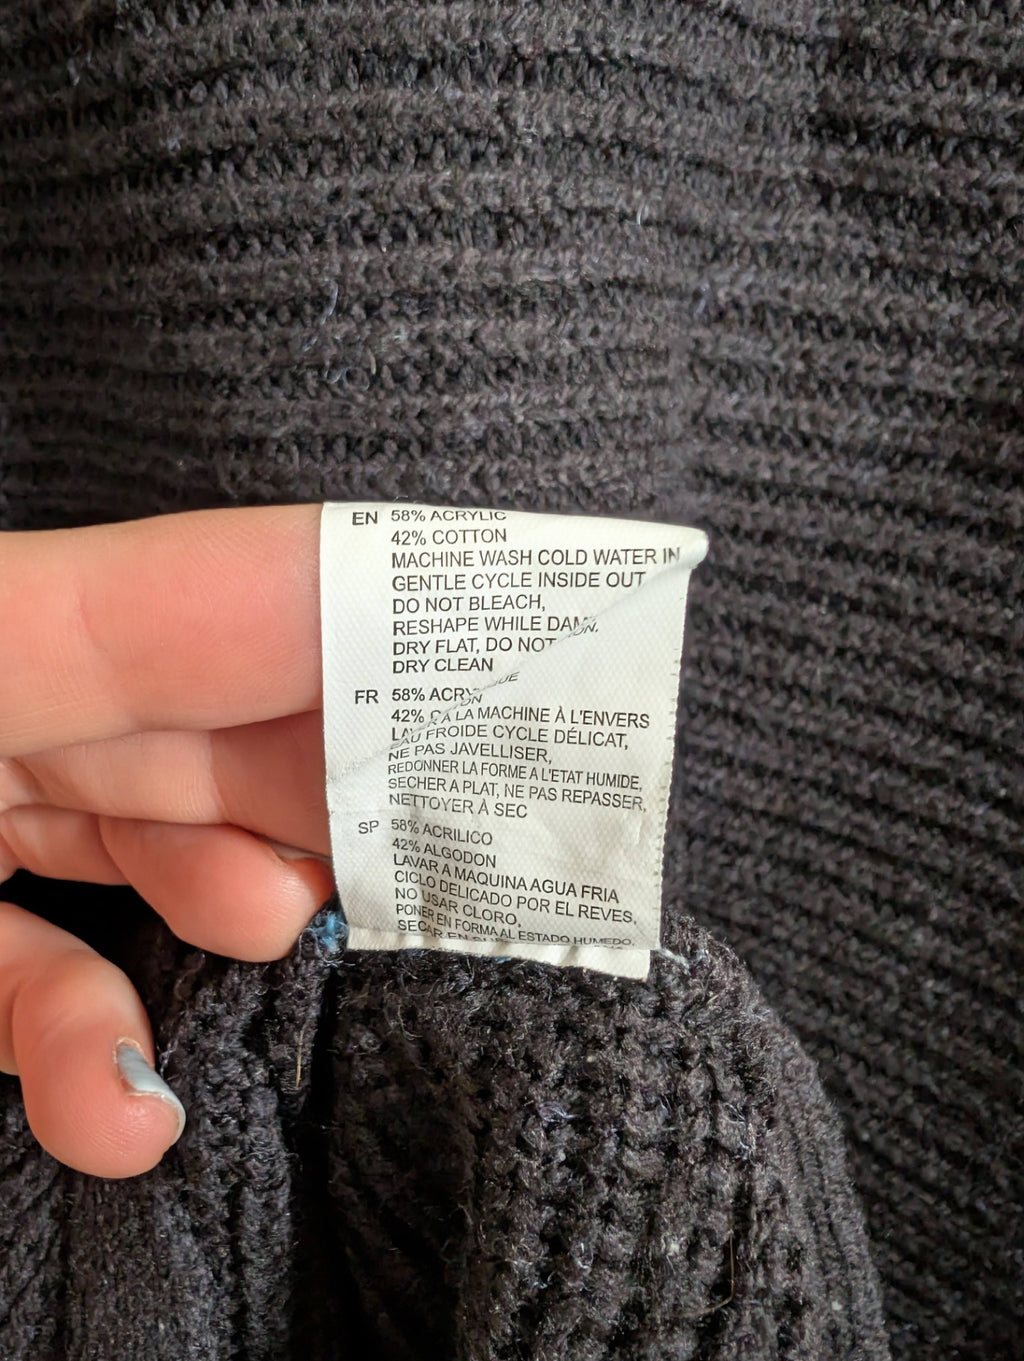 EN 58% ACRYLIC
42% COTTON
MACHINE WASH COLD WATER IN
GENTLE CYCLE INSIDE OUT
DO NOT BLEACH,
RESHAPE WHILE
DRY FLAT, DO NOT
DRY CLEAN
FR 58%
42% LA MACHINE À L'ENVERS
FROIDE CYCLE DÉLICAT,
NE PAS JAVELLISER,
REDONNER LA FORME A L'ETAT HUMIDE,
SECHER A PLAT, NE PAS REPASSER,
NETTOYER À SEC
SP 58% ACRILICO
42% ALGODON
LAVAR A MAQUINA AGUA FRIA
CICLO DELICADO POR EL REVES,
NO USAR CLORO,
PONER EN FORMA AL ESTADO HUMEDO,
SECAR EN